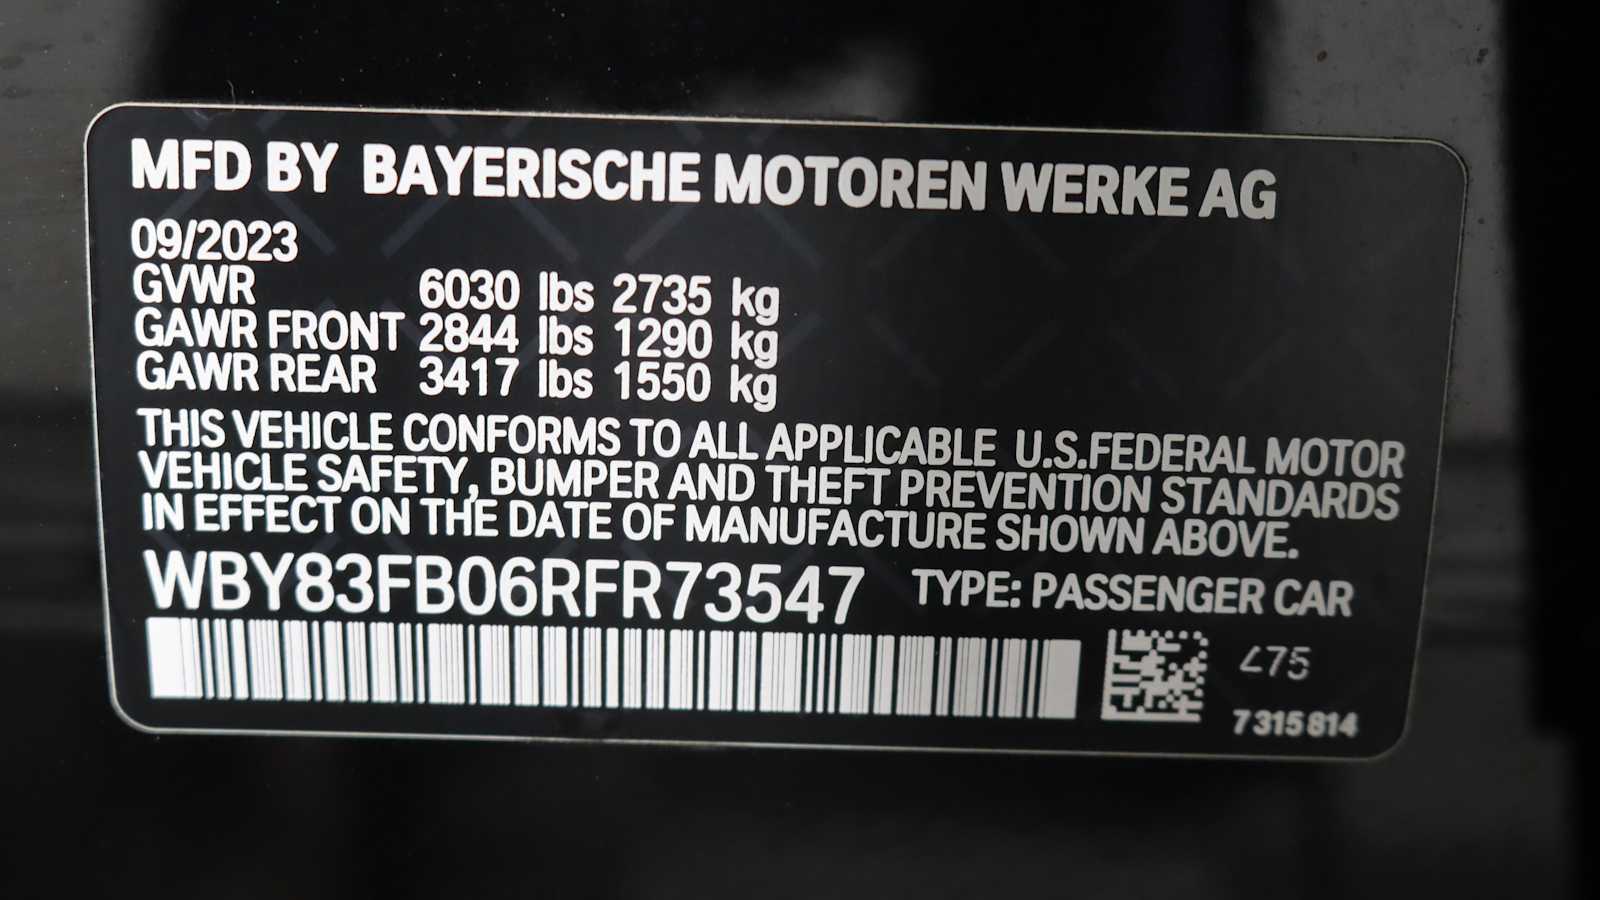 MFD BY BAYERISCHE MOTOREN WERKE AG
09/2023
GVWR 6030 lbs 2735 kg
GAWR FRONT 2844 lbs 1290 kg
GAWR REAR 3417 lbs 1550 kg
THIS VEHICLE CONFORMS TO ALL APPLICABLE U.S.FEDERAL MOTOR
VEHICLE SAFETY, BUMPER AND THEFT PREVENTION STANDARDS
IN EFFECT ON THE DATE OF MANUFACTURE SHOWN ABOVE.
WBY83FB06RFR73547 TYPE: PASSENGER CAR
475
7315814